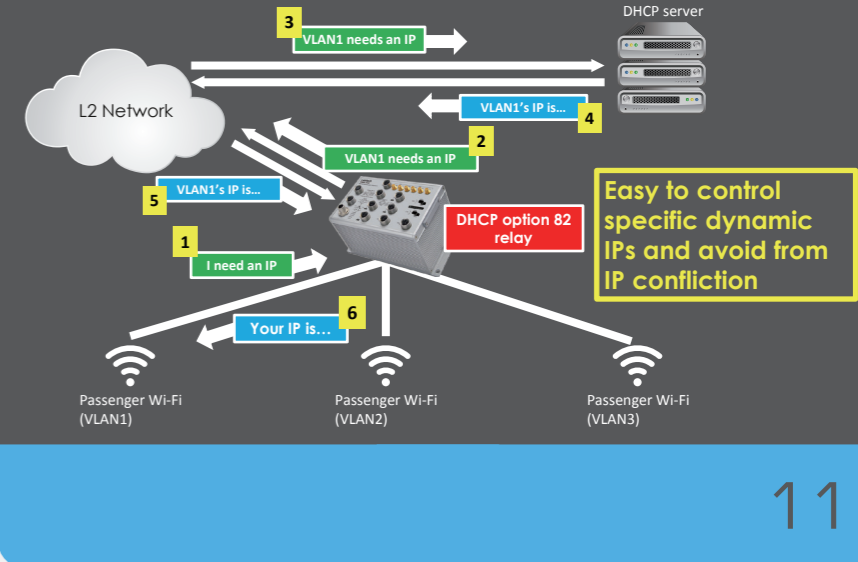 DHCP server
3
VLAN1 needs an IP
L2 Network
VLAN1's IP is...
4
2
VLAN1 needs an IP
5
VLAN1's IP is...
DHCP option 82
relay
Easy to control
specific dynamic
IPs and avoid from
IP confliction
1
I need an IP
6
Your IP is...
Passenger Wi-Fi
(VLAN1)
Passenger Wi-Fi
(VLAN2)
Passenger Wi-Fi
(VLAN3)
11